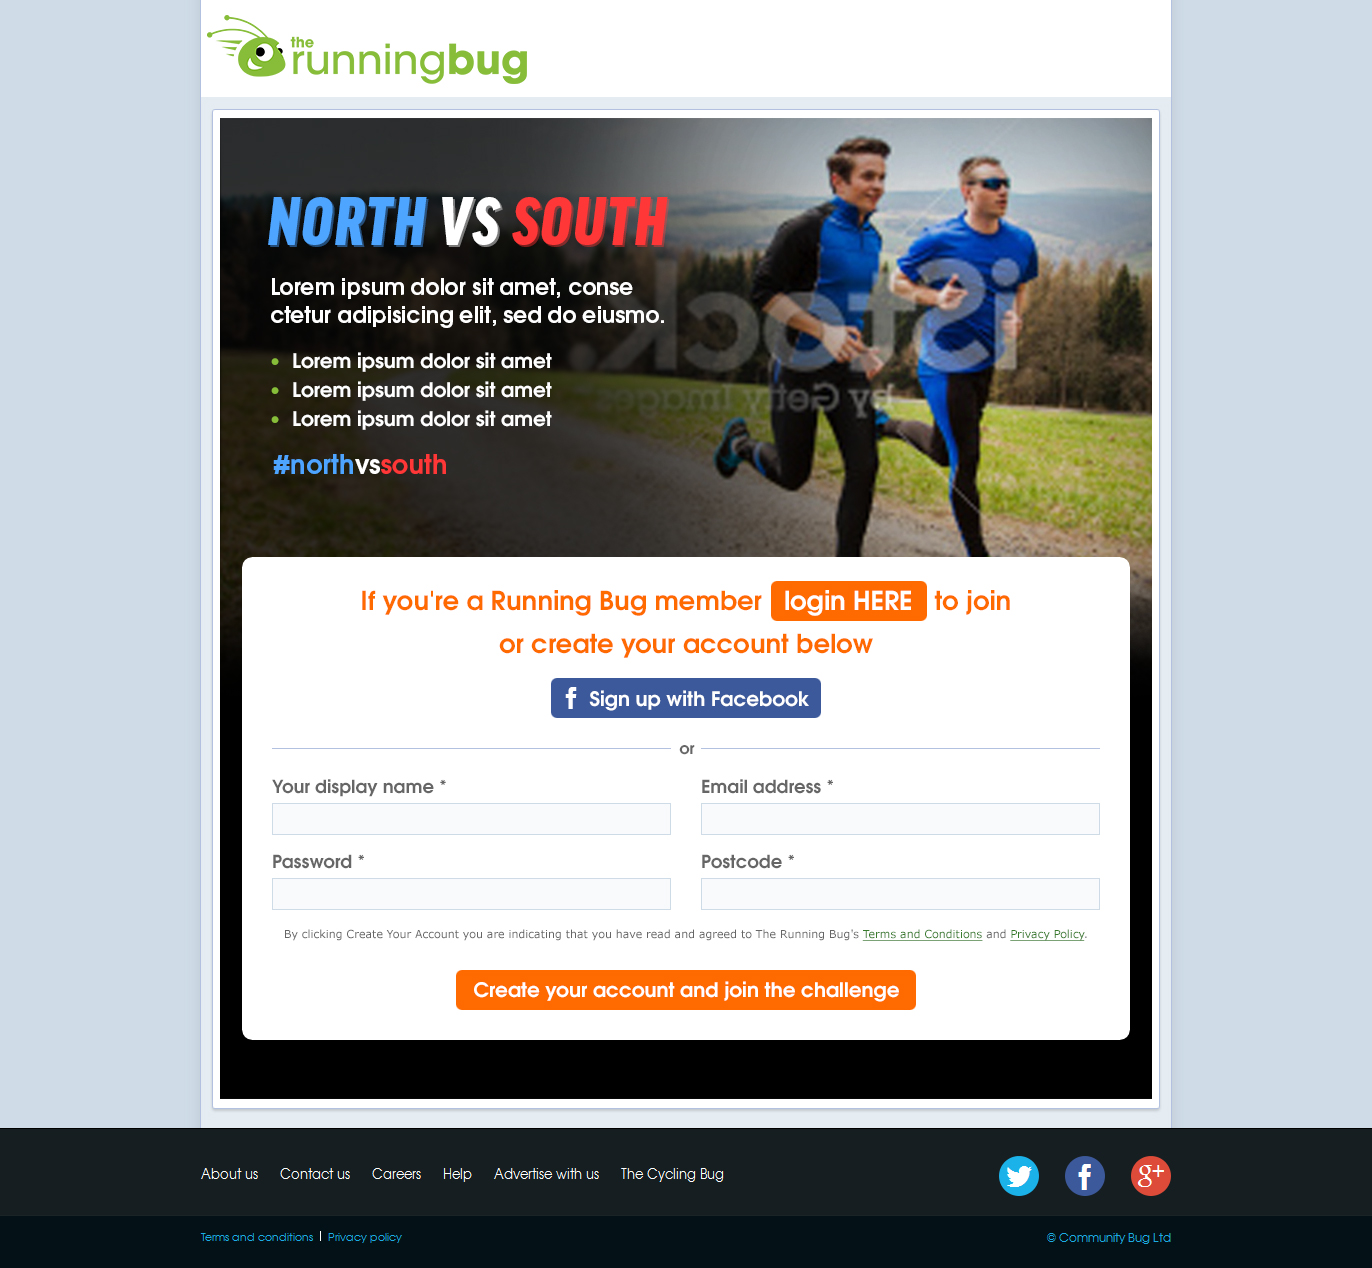 the
runningbug
NORTH VS SOUTH
Lorem ipsum dolor sit amet, conse
ctetur adipisicing elit, sed do eiusmo.
• Lorem ipsum dolor sit amet
• Lorem ipsum dolor sit amet
• Lorem ipsum dolor sit amet
#northvssouth
iStock.
by Getty Images
If you're a Running Bug member login HERE to join
or create your account below
f Sign up with Facebook
or
Your display name * Email address *
Password * Postcode *
By clicking Create Your Account you are indicating that you have read and agreed to The Running Bug's Terms and Conditions and Privacy Policy.
Create your account and join the challenge
About us Contact us Careers Help Advertise with us The Cycling Bug f g+
Terms and conditions | Privacy policy © Community Bug Ltd